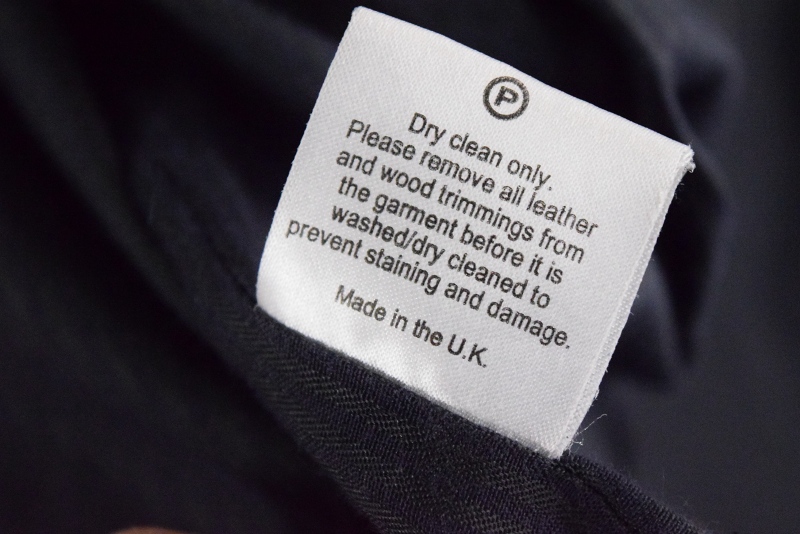 P
Dry clean only.
Please remove all leather
and wood trimmings from
the garment before it is
washed/dry cleaned to
prevent staining and damage.
Made in the U.K.